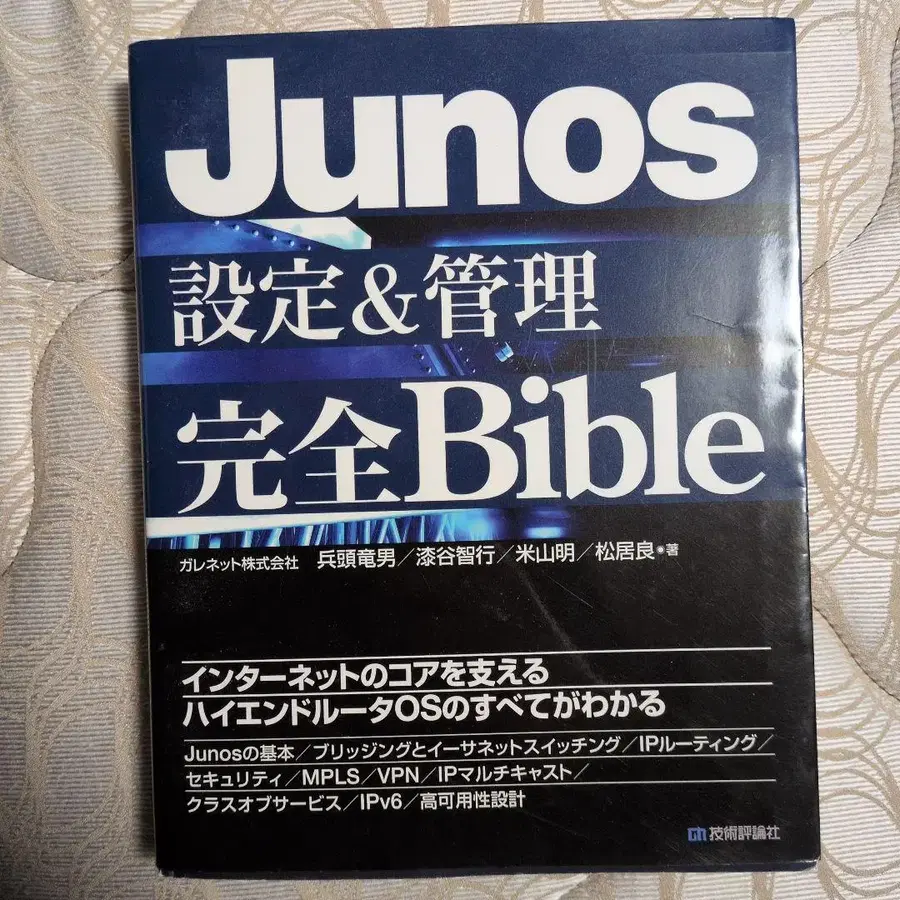 Junos
設定&管理
完全Bible
ガレネット株式会社 兵頭竜男/漆谷智行/米山明/松居良●著
インターネットのコアを支える
ハイエンドルータOSのすべてがわかる
Junosの基本/ブリッジングとイーサネットスイッチング/IPルーティング/
セキュリティ/MPLS/VPN/IPマルチキャスト/
クラスオブサービス/IPv6/高可用性設計
技術評論社